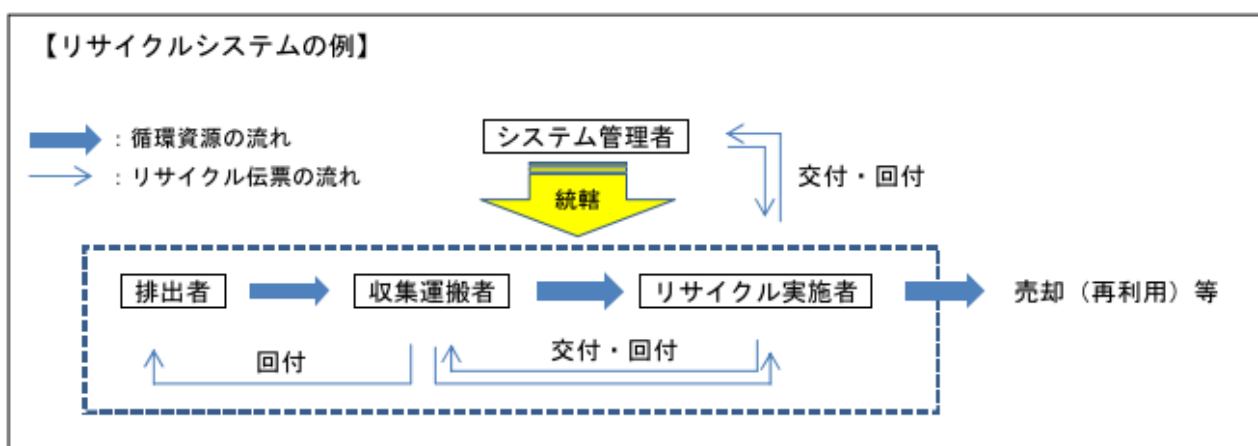 【リサイクルシステムの例】
：循環資源の流れ
：リサイクル伝票の流れ
システム管理者
交付・回付
統轄
排出者
収集運搬者
リサイクル実施者
売却（再利用）等
回付
交付・回付